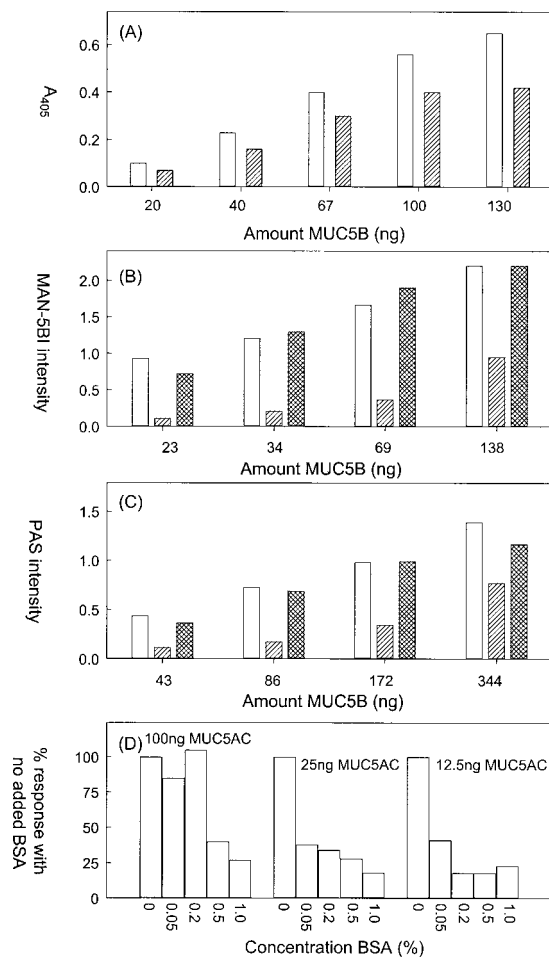 (A)
A405
0.6
0.4
0.2
0.0
20 40 67 100 130
Amount MUC5B (ng)
(B)
MAN-5BI intensity
2.0
1.5
1.0
0.5
0.0
23 34 69 138
Amount MUC5B (ng)
(C)
PAS intensity
1.5
1.0
0.5
0.0
43 86 172 344
Amount MUC5B (ng)
(D)
% response with
no added BSA
100
75
50
25
0
100ng MUC5AC
25ng MUC5AC
12.5ng MUC5AC
0 0.05 0.2 0.5 1.0 0 0.05 0.2 0.5 1.0 0 0.05 0.2 0.5 1.0
Concentration BSA (%)